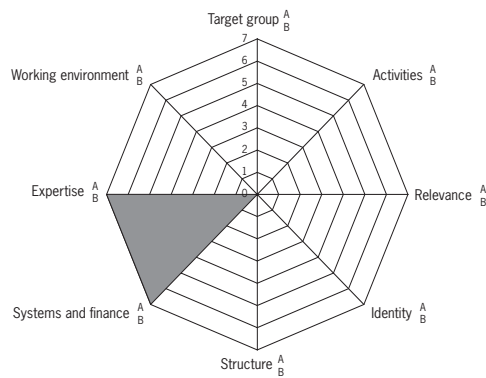 Target group A B
7
Working environment A B
Activities A B
6
5
4
3
2
1
0
Expertise A B
Relevance A B
Systems and finance A B
Identity A B
Structure A B